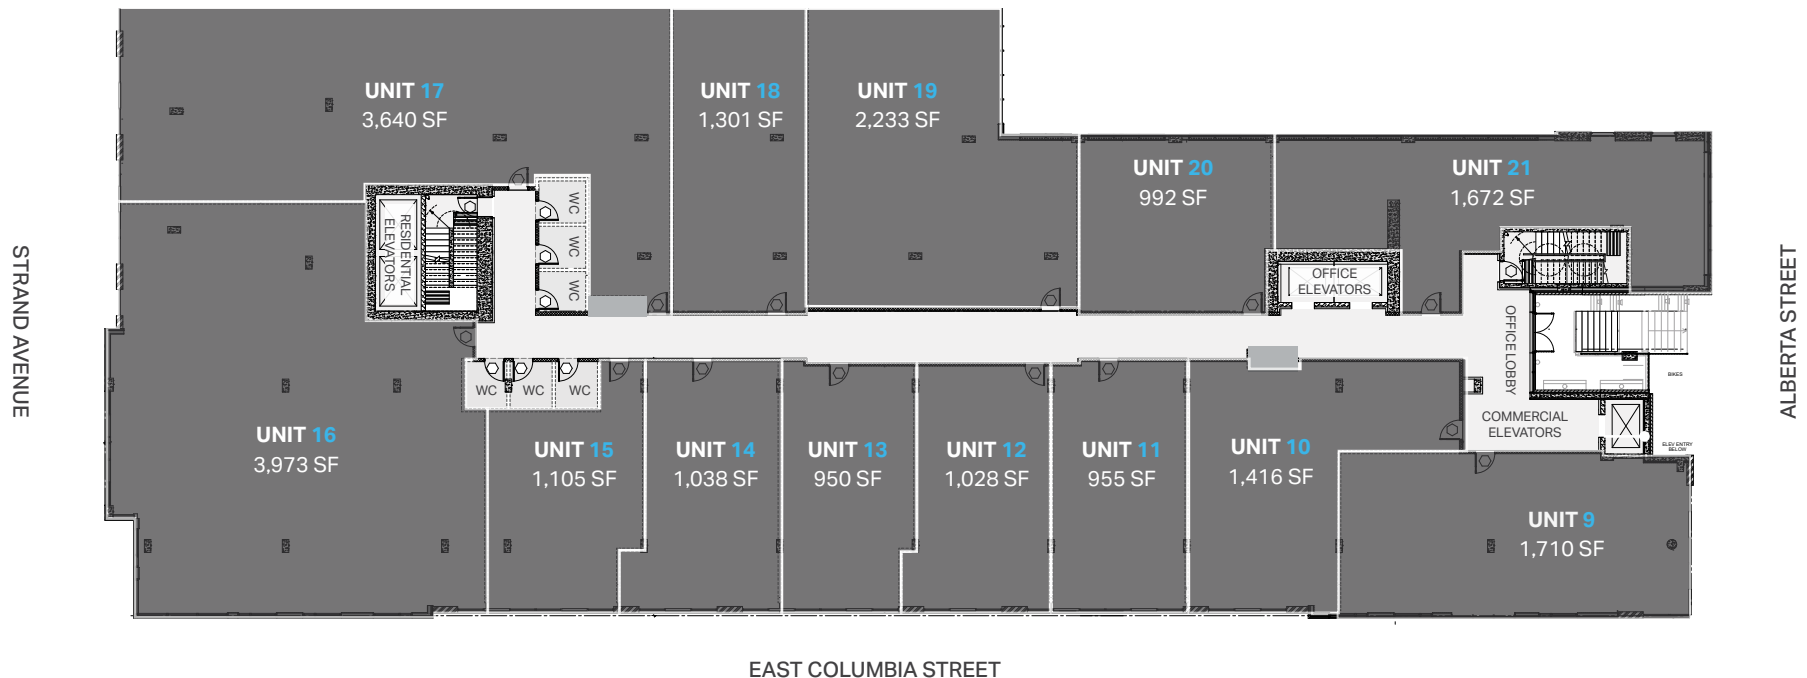 UNIT 17
3,640 SF
UNIT 18
1,301 SF
UNIT 19
2,233 SF
UNIT 20
992 SF
UNIT 21
1,672 SF
WC
WC
WC
RESIDENTIAL
ELEVATORS
OFFICE
ELEVATORS
STRAND AVENUE
ALBERTA STREET
OFFICE LOBBY
BIKES
WC
WC
WC
COMMERCIAL
ELEVATORS
ELEV ENTRY
BELOW
UNIT 16
3,973 SF
UNIT 15
1,105 SF
UNIT 14
1,038 SF
UNIT 13
950 SF
UNIT 12
1,028 SF
UNIT 11
955 SF
UNIT 10
1,416 SF
UNIT 9
1,710 SF
EAST COLUMBIA STREET